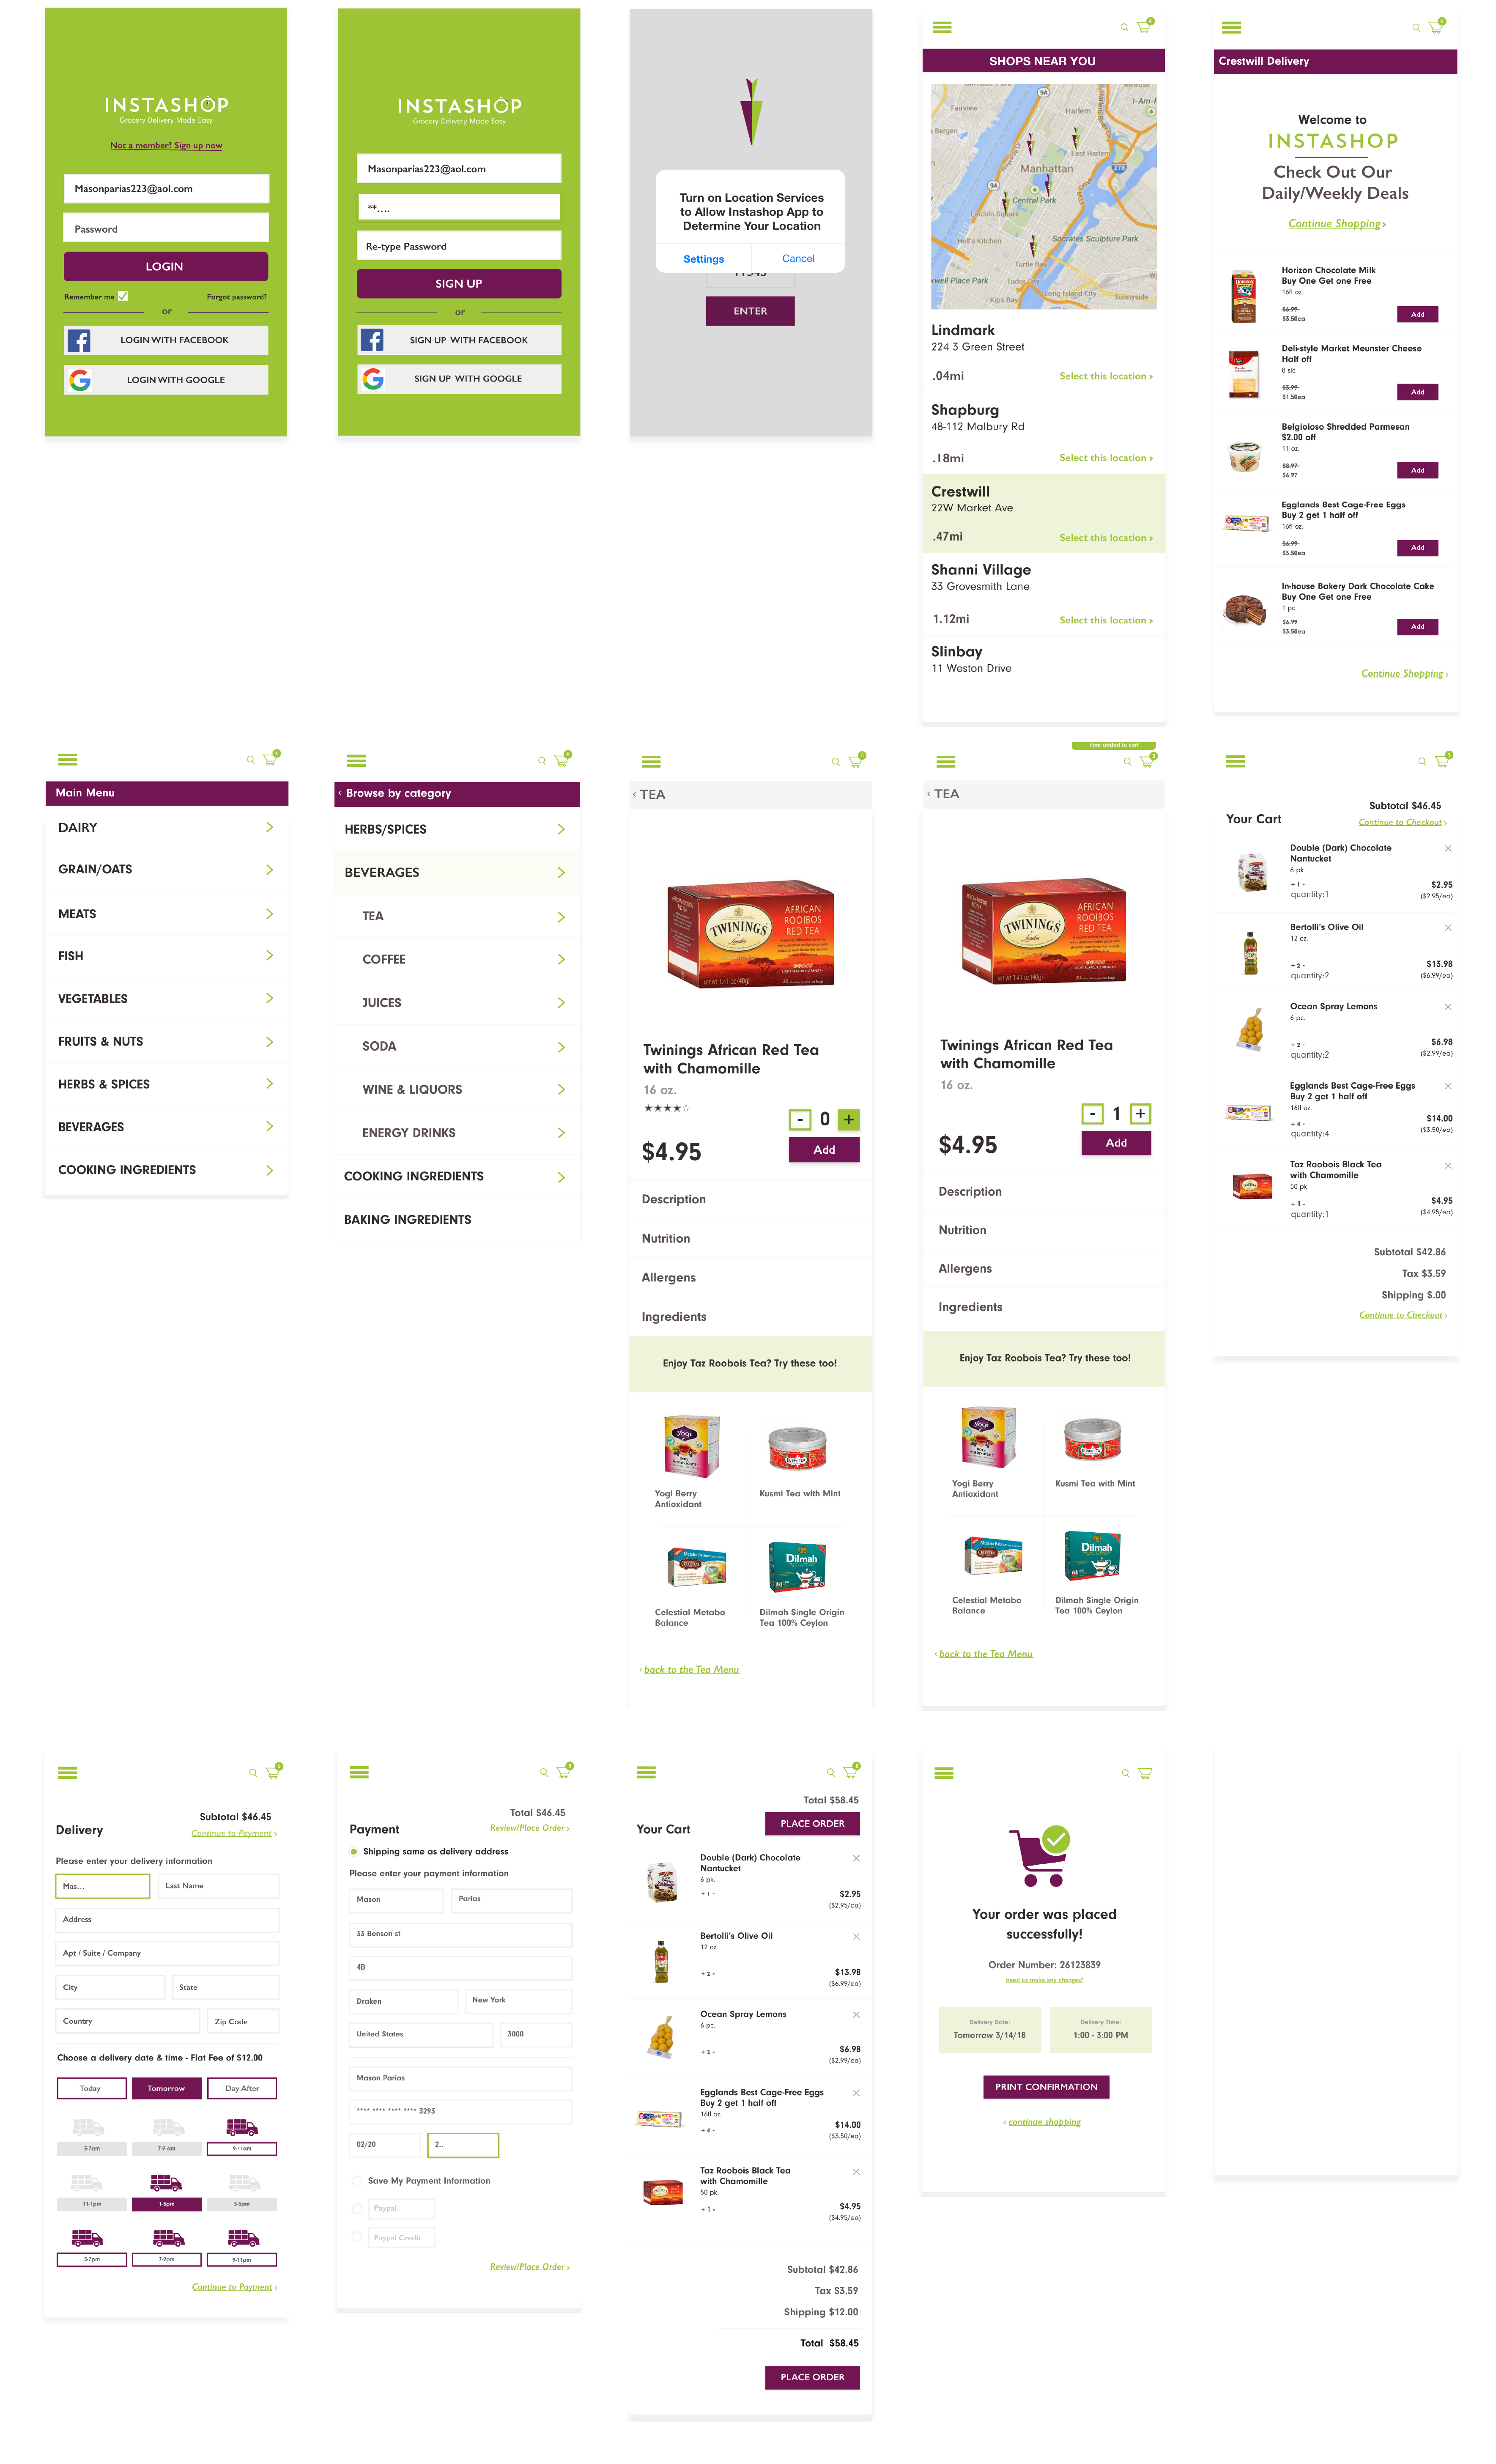 INSTASHOP
Grocery Delivery Made Easy
Not a member? Sign up now
Masonparias223@aol.com
Password
LOGIN
Remember me
Forgot password?
or
LOGIN WITH FACEBOOK
LOGIN WITH GOOGLE
INSTASHOP
Grocery Delivery Made Easy
Masonparias223@aol.com
**....
Re-type Password
SIGN UP
or
SIGN UP WITH FACEBOOK
SIGN UP WITH GOOGLE
Turn on Location Services
to Allow Instashop App to
Determine Your Location
Settings
Cancel
ENTER
4
SHOPS NEAR YOU
Fairview
9A
Harlem
Bergen
East Harlem
Manhattan
278
9A
Central Park
Lincoln Square
Hell's Kitchen
Socrates Sculpture Park
Turtle Bay
Tudor City
Long Island City
Kips Bay
Sunnyside
Lindmark
224 3 Green Street
.04mi
Select this location >
Shapburg
48-112 Malbury Rd
.18mi
Select this location >
Crestwill
22W Market Ave
.47mi
Select this location >
Shanni Village
33 Grovesmith Lane
1.12mi
Select this location >
Slinbay
11 Weston Drive
4
Crestwill Delivery
Welcome to
INSTASHOP
Check Out Our
Daily/Weekly Deals
Continue Shopping >
Horizon Chocolate Milk
Buy One Get one Free
16fl oz.
$6.99
$3.50ea
Add
Deli-style Market Meunster Cheese
Half off
8 slc
$3.99
$1.50ea
Add
Belgioioso Shredded Parmesan
$2.00 off
11 oz.
$8.97
$6.97
Add
Egglands Best Cage-Free Eggs
Buy 2 get 1 half off
16fl oz.
$6.99
$3.50ea
Add
In-house Bakery Dark Chocolate Cake
Buy One Get one Free
1 pc.
$6.99
$3.50ea
Add
Continue Shopping >
4
Main Menu
DAIRY
GRAIN/OATS
MEATS
FISH
VEGETABLES
FRUITS & NUTS
HERBS & SPICES
BEVERAGES
COOKING INGREDIENTS
4
< Browse by category
HERBS/SPICES
BEVERAGES
TEA
COFFEE
JUICES
SODA
WINE & LIQUORS
ENERGY DRINKS
COOKING INGREDIENTS
BAKING INGREDIENTS
< TEA
TWININGS
London
AFRICAN
ROOIBOS
RED TEA
NET WT 1.41 oz (40g)
Twinings African Red Tea
with Chamomille
16 oz.
- 0 +
$4.95
Add
Description
Nutrition
Allergens
Ingredients
Enjoy Taz Roobois Tea? Try these too!
Yogi
Yogi Berry
Antioxidant
Kusmi Tea with Mint
Celestial Metabo
Balance
Dilmah
Dilmah Single Origin
Tea 100% Ceylon
< back to the Tea Menu
Item added to cart
< TEA
TWININGS
London
AFRICAN
ROOIBOS
RED TEA
NET WT 1.41 oz (40g)
Twinings African Red Tea
with Chamomille
16 oz.
- 1 +
$4.95
Add
Description
Nutrition
Allergens
Ingredients
Enjoy Taz Roobois Tea? Try these too!
Yogi
Yogi Berry
Antioxidant
Kusmi Tea with Mint
Celestial Metabo
Balance
Dilmah
Dilmah Single Origin
Tea 100% Ceylon
< back to the Tea Menu
Subtotal $46.45
Your Cart
Continue to Checkout >
Double (Dark) Chocolate
Nantucket
6 pk.
+ 1 -
quantity:1
$2.95
($2.95/ea)
Bertolli's Olive Oil
12 oz.
+ 2 -
quantity:2
$13.98
($6.99/ea)
Ocean Spray Lemons
6 pc.
+ 2 -
quantity:2
$6.98
($2.99/ea)
Egglands Best Cage-Free Eggs
Buy 2 get 1 half off
16fl oz.
+ 4 -
quantity:4
$14.00
($3.50/ea)
Taz Roobois Black Tea
with Chamomille
50 pk.
+ 1 -
quantity:1
$4.95
($4.95/ea)
Subtotal $42.86
Tax $3.59
Shipping $.00
Continue to Checkout >
Subtotal $46.45
Delivery
Continue to Payment >
Please enter your delivery information
Mas...
Last Name
Address
Apt / Suite / Company
City
State
Country
Zip Code
Choose a delivery date & time - Flat Fee of $12.00
Today
Tomorrow
Day After
5-7am
7-9 am
9-11am
11-1pm
1-3pm
3-5pm
5-7pm
7-9pm
9-11pm
Continue to Payment >
Total $46.45
Payment
Review/Place Order >
Shipping same as delivery address
Please enter your payment information
Mason
Parias
33 Benson st
4B
Draken
New York
United States
3000
Mason Parias
**** **** **** **** 3293
02/20
2..
Save My Payment Information
Paypal
Paypal Credit
Review/Place Order >
Total $58.45
Your Cart
PLACE ORDER
Double (Dark) Chocolate
Nantucket
6 pk.
+ 1 -
$2.95
($2.95/ea)
Bertolli's Olive Oil
12 oz.
+ 2 -
$13.98
($6.99/ea)
Ocean Spray Lemons
6 pc.
+ 2 -
$6.98
($2.99/ea)
Egglands Best Cage-Free Eggs
Buy 2 get 1 half off
16fl oz.
+ 4 -
$14.00
($3.50/ea)
Taz Roobois Black Tea
with Chamomille
50 pk.
+ 1 -
$4.95
($4.95/ea)
Subtotal $42.86
Tax $3.59
Shipping $12.00
Total $58.45
PLACE ORDER
Your order was placed
successfully!
Order Number: 26123839
need to make any changes?
Delivery Date:
Tomorrow 3/14/18
Delivery Time:
1:00 - 3:00 PM
PRINT CONFIRMATION
< continue shopping